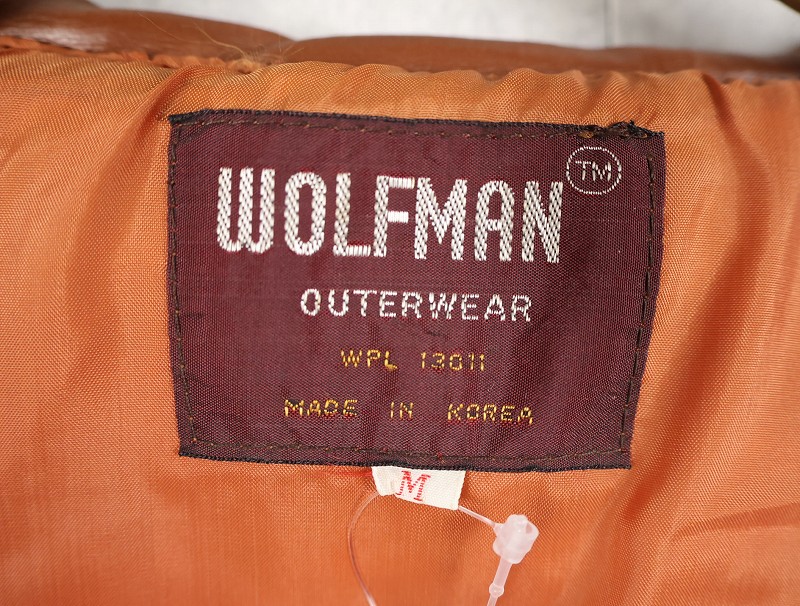 WOLFMAN TM
OUTERWEAR
WPL 13011
MADE IN KOREA
M